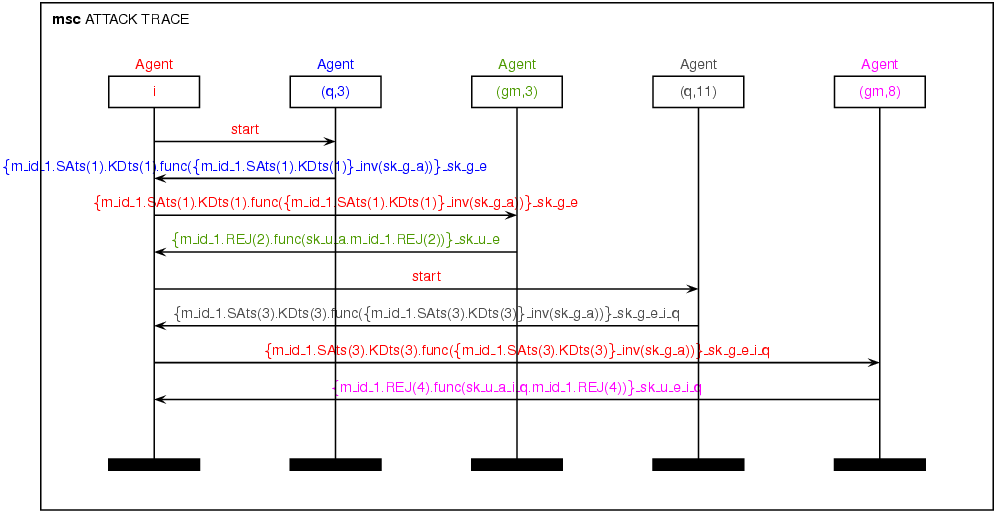 msc ATTACK TRACE
Agent Agent Agent Agent Agent
i (q,3) (gm,3) (q,11) (gm,8)
start
{m_id_1.SAts(1).KDts(1).func({m_id_1.SAts(1).KDts(1)}_inv(sk_g_a))}_sk_g_e
{m_id_1.SAts(1).KDts(1).func({m_id_1.SAts(1).KDts(1)}_inv(sk_g_a))}_sk_g_e
{m_id_1.REJ(2).func(sk_u_a.m_id_1.REJ(2))}_sk_u_e
start
{m_id_1.SAts(3).KDts(3).func({m_id_1.SAts(3).KDts(3)}_inv(sk_g_a))}_sk_g_e_i_q
{m_id_1.SAts(3).KDts(3).func({m_id_1.SAts(3).KDts(3)}_inv(sk_g_a))}_sk_g_e_i_q
{m_id_1.REJ(4).func(sk_u_a_i_q.m_id_1.REJ(4))}_sk_u_e_i_q